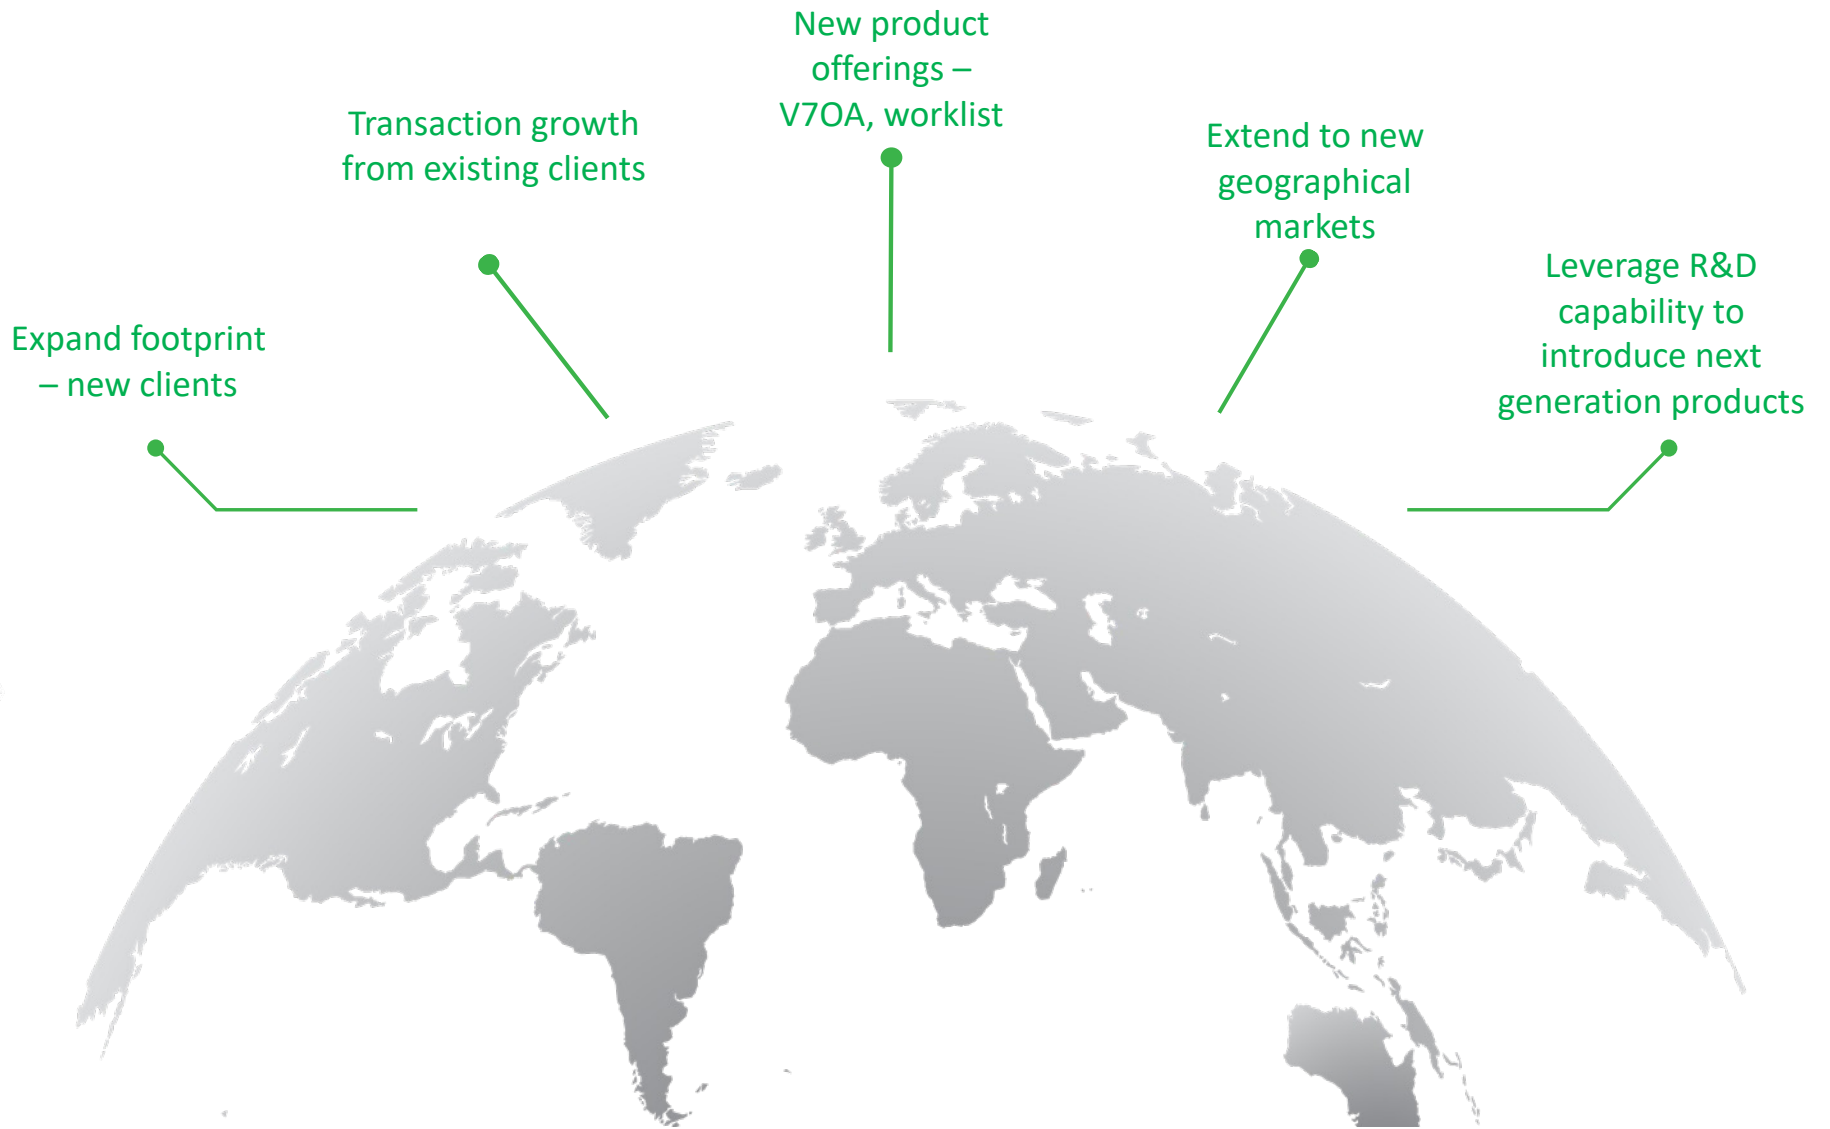 Expand footprint
– new clients
Transaction growth
from existing clients
New product
offerings –
V7OA, worklist
Extend to new
geographical
markets
Leverage R&D
capability to
introduce next
generation products